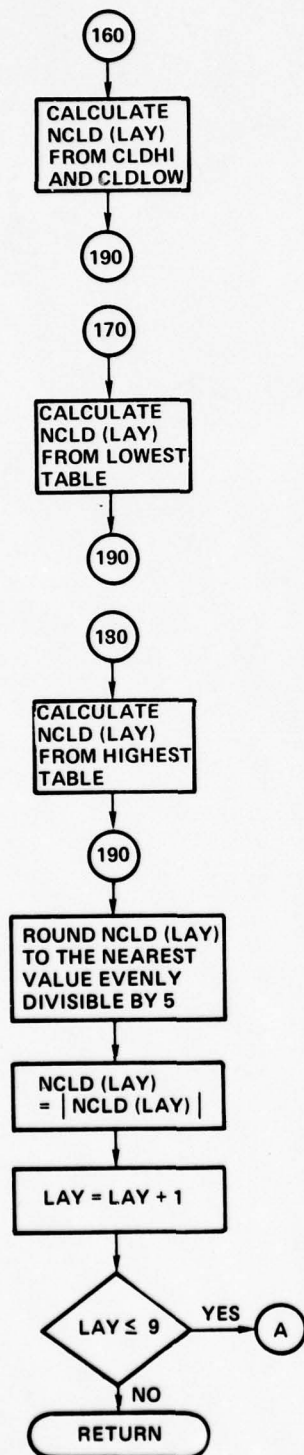 160
CALCULATE
NCLD (LAY)
FROM CLDHI
AND CLDLOW
190
170
CALCULATE
NCLD (LAY)
FROM LOWEST
TABLE
190
180
CALCULATE
NCLD (LAY)
FROM HIGHEST
TABLE
190
ROUND NCLD (LAY)
TO THE NEAREST
VALUE EVENLY
DIVISIBLE BY 5
NCLD (LAY)
= | NCLD (LAY) |
LAY = LAY + 1
LAY ≤ 9
YES
A
NO
RETURN